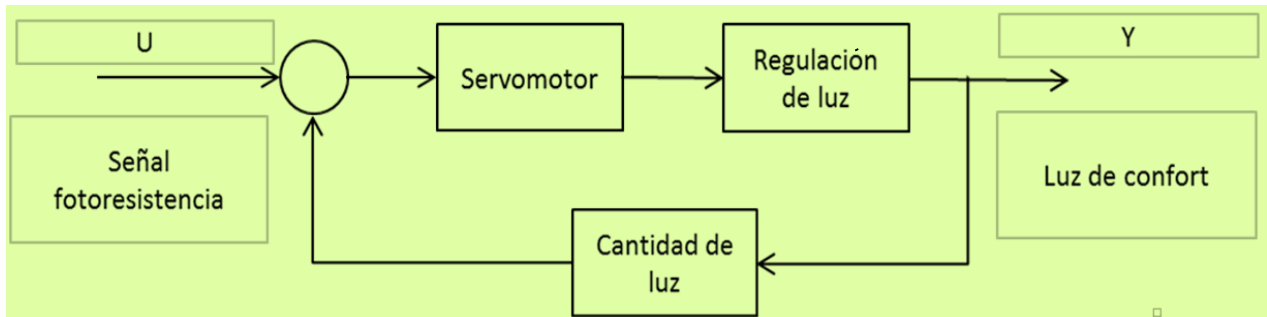 U
Señal
fotoresistencia
Servomotor
Regulación
de luz
Cantidad de
luz
Y
Luz de confort